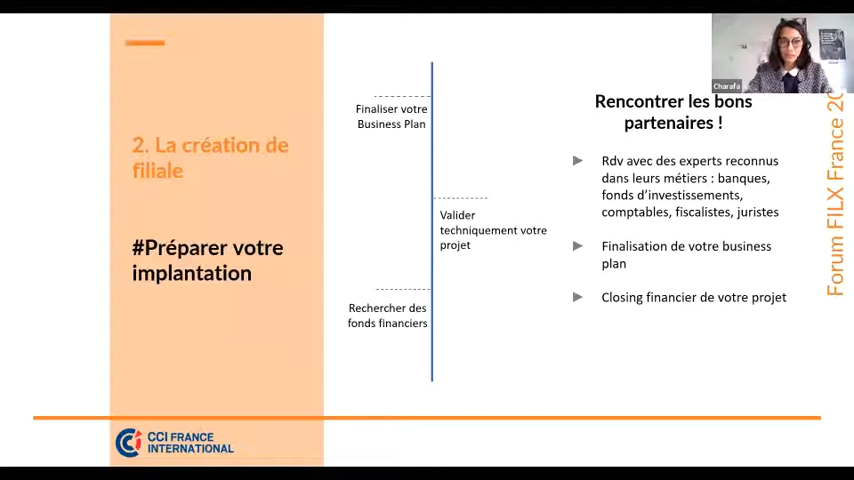 2. La création de
filiale
#Préparer votre
implantation
Finaliser votre
Business Plan
Valider
techniquement votre
projet
Rechercher des
fonds financiers
Rencontrer les bons
partenaires !
Rdv avec des experts reconnus
dans leurs métiers : banques,
fonds d'investissements,
comptables, fiscalistes, juristes
Finalisation de votre business
plan
Closing financier de votre projet
Charafa
Forum FILX France 20
CCI FRANCE
INTERNATIONAL